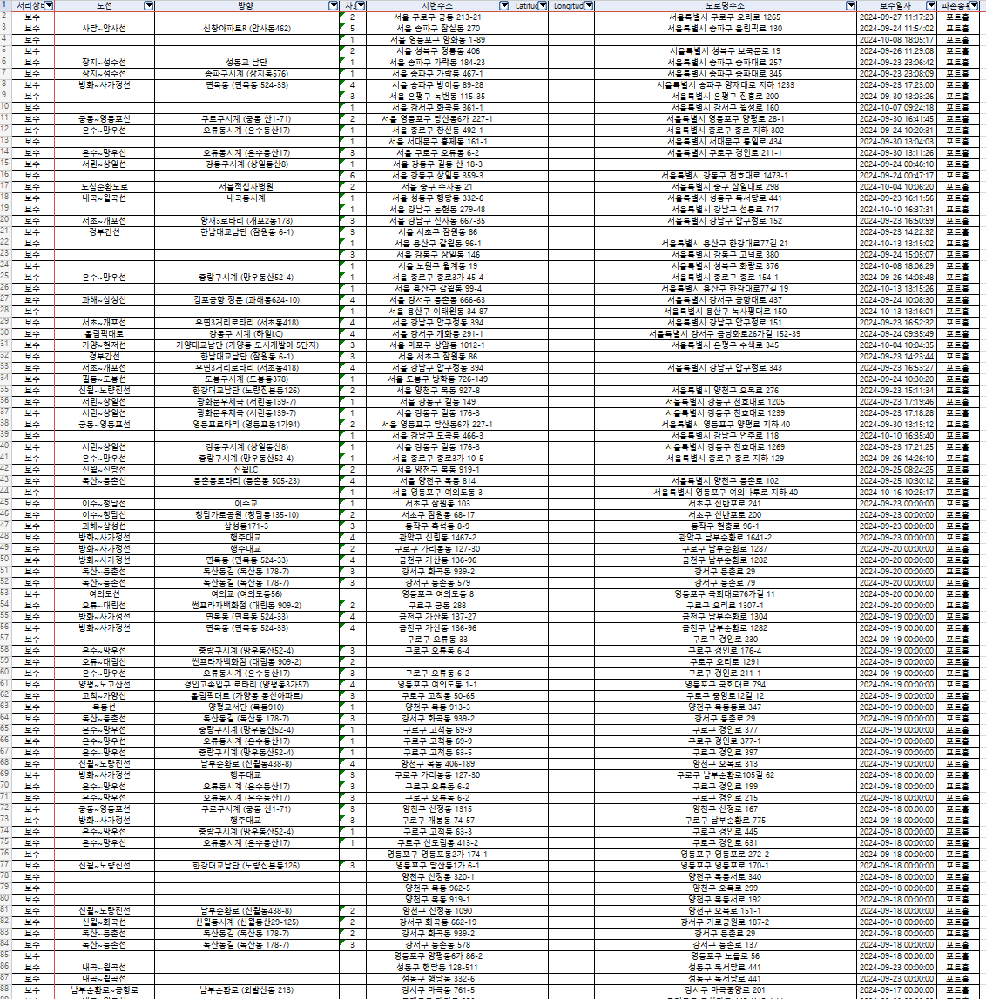 1 처리상태 노선 방향 차로 지번주소 Latitud Longitud 도로명주소 보수일자 파손종류
2 보수 2 서울 구로구 궁동 213-21 서울특별시 구로구 오리로 1265 2024-09-27 11:17:23 포트홀
3 보수 사당~암사선 신창아파트R (암사동462) 5 서울 송파구 잠실동 270 서울특별시 송파구 올림픽로 130 2024-09-24 11:54:02 포트홀
4 보수 1 서울 영등포구 양화동 1-89 2024-10-08 18:05:17 포트홀
5 보수 2 서울 성북구 정릉동 406 서울특별시 성북구 보국문로 19 2024-09-26 11:29:08 포트홀
6 보수 장지~성수선 성동교 남단 1 서울 송파구 가락동 184-23 서울특별시 송파구 송파대로 257 2024-09-23 23:06:42 포트홀
7 보수 장지~성수선 송파구시계 (장지동576) 1 서울 송파구 가락동 467-1 서울특별시 송파구 송파대로 345 2024-09-23 23:08:09 포트홀
8 보수 방화~사가정선 면목동 (면목동 524-33) 4 서울 송파구 방이동 89-28 서울특별시 송파구 양재대로 지하 1233 2024-09-23 17:23:00 포트홀
9 보수 3 서울 은평구 녹번동 115-35 서울특별시 은평구 진흥로 200 2024-09-30 13:03:26 포트홀
10 보수 1 서울 강서구 화곡동 361-1 서울특별시 강서구 월정로 160 2024-10-07 09:24:18 포트홀
11 보수 궁동~영등포선 구로구시계 (궁동 산1-71) 2 서울 영등포구 당산동6가 227-1 서울특별시 영등포구 양평로 28-1 2024-09-30 16:41:45 포트홀
12 보수 온수~망우선 오류동시계 (온수동산17) 1 서울 종로구 창신동 492-1 서울특별시 종로구 종로 지하 302 2024-09-24 10:20:31 포트홀
13 보수 1 서울 서대문구 홍제동 161-1 서울특별시 서대문구 통일로 434 2024-09-30 13:04:03 포트홀
14 보수 온수~망우선 오류동시계 (온수동산17) 3 서울 구로구 오류동 6-2 서울특별시 구로구 경인로 211-1 2024-09-30 13:11:26 포트홀
15 보수 서린~상일선 강동구시계 (상일동산8) 1 서울 강동구 길동 산 18-3 2024-09-24 00:46:10 포트홀
16 보수 6 서울 강동구 상일동 359-3 서울특별시 강동구 천호대로 1473-1 2024-09-24 00:47:17 포트홀
17 보수 도심순환도로 서울적십자병원 2 서울 중구 주자동 21 서울특별시 중구 삼일대로 298 2024-10-04 10:06:20 포트홀
18 보수 내곡~월곡선 내곡동시계 1 서울 성동구 행당동 332-6 서울특별시 성동구 독서당로 441 2024-09-23 16:11:56 포트홀
19 보수 1 서울 강남구 논현동 279-48 서울특별시 강남구 선릉로 717 2024-10-10 16:37:31 포트홀
20 보수 서초~개포선 양재3로타리 (개포2동178) 3 서울 강남구 신사동 667-35 서울특별시 강남구 압구정로 152 2024-09-23 16:50:59 포트홀
21 보수 경부간선 한남대교남단 (잠원동 6-1) 3 서울 서초구 잠원동 86 2024-09-23 14:22:32 포트홀
22 보수 1 서울 용산구 갈월동 96-1 서울특별시 용산구 한강대로77길 21 2024-10-13 13:15:02 포트홀
23 보수 3 서울 강동구 상일동 146 서울특별시 강동구 고덕로 380 2024-09-24 15:05:07 포트홀
24 보수 1 서울 노원구 월계동 19 서울특별시 성북구 화랑로 376 2024-10-08 18:06:29 포트홀
25 보수 온수~망우선 중랑구시계 (망우동산52-4) 3 서울 종로구 종로3가 45-4 서울특별시 종로구 종로 154-1 2024-09-26 14:08:48 포트홀
26 보수 1 서울 용산구 갈월동 99-4 서울특별시 용산구 한강대로77길 19 2024-10-13 13:15:26 포트홀
27 보수 과해~삼성선 김포공항 정문 (과해동624-10) 4 서울 강서구 등촌동 666-63 서울특별시 강서구 공항대로 437 2024-09-24 10:08:30 포트홀
28 보수 1 서울 용산구 이태원동 34-87 서울특별시 용산구 녹사평대로 150 2024-10-13 13:16:01 포트홀
29 보수 서초~개포선 우면3거리로타리 (서초동418) 4 서울 강남구 압구정동 394 서울특별시 강남구 압구정로 151 2024-09-23 16:52:32 포트홀
30 보수 올림픽대로 강동구 시계 (하일I.C) 4 서울 강서구 개화동 291-1 서울특별시 강서구 금낭화로26가길 152-39 2024-09-24 09:35:49 포트홀
31 보수 가양~현저선 가양대교남단 (가양동 도시개발아 5단지) 3 서울 마포구 상암동 1012-1 서울특별시 은평구 수색로 345 2024-10-04 10:04:35 포트홀
32 보수 경부간선 한남대교남단 (잠원동 6-1) 3 서울 서초구 잠원동 86 2024-09-23 14:23:44 포트홀
33 보수 서초~개포선 우면3거리로타리 (서초동418) 4 서울 강남구 압구정동 394 서울특별시 강남구 압구정로 343 2024-09-23 16:53:27 포트홀
34 보수 필동~도봉선 도봉구시계 (도봉동378) 1 서울 도봉구 방학동 726-149 2024-09-24 10:30:20 포트홀
35 보수 신월~노량진선 한강대교남단 (노량진본동126) 2 서울 양천구 목동 927-8 서울특별시 양천구 오목로 276 2024-09-23 15:11:34 포트홀
36 보수 서린~상일선 광화문우체국 (서린동139-7) 1 서울 강동구 길동 149 서울특별시 강동구 천호대로 1205 2024-09-23 17:19:46 포트홀
37 보수 서린~상일선 광화문우체국 (서린동139-7) 1 서울 강동구 길동 176-3 서울특별시 강동구 천호대로 1239 2024-09-23 17:18:28 포트홀
38 보수 궁동~영등포선 영등포로타리 (영등포동1가94) 2 서울 영등포구 당산동6가 227-1 서울특별시 영등포구 양평로 지하 40 2024-09-30 13:15:12 포트홀
39 보수 1 서울 강남구 도곡동 466-3 서울특별시 강남구 언주로 118 2024-10-10 16:35:40 포트홀
40 보수 서린~상일선 강동구시계 (상일동산8) 1 서울 강동구 길동 176-3 서울특별시 강동구 천호대로 1269 2024-09-23 17:21:25 포트홀
41 보수 온수~망우선 중랑구시계 (망우동산52-4) 1 서울 종로구 종로3가 10-5 서울특별시 종로구 종로 지하 129 2024-09-26 14:26:10 포트홀
42 보수 신월~신당선 신월I.C 2 서울 양천구 목동 919-1 2024-09-25 08:24:25 포트홀
43 보수 독산~등촌선 등촌동로타리 (등촌동 505-23) 4 서울 양천구 목동 814 서울특별시 양천구 등촌로 102 2024-09-25 10:30:12 포트홀
44 보수 1 서울 영등포구 여의도동 3 서울특별시 영등포구 여의나루로 지하 40 2024-10-16 10:25:17 포트홀
45 보수 이수~청담선 이수교 1 서초구 잠원동 103 서초구 신반포로 241 2024-09-23 00:00:00 포트홀
46 보수 이수~청담선 청담가로공원 (청담동135-10) 2 서초구 잠원동 68-17 서초구 신반포로 200 2024-09-23 00:00:00 포트홀
47 보수 과해~삼성선 삼성동171-3 3 동작구 흑석동 8-9 동작구 현충로 96-1 2024-09-23 00:00:00 포트홀
48 보수 방화~사가정선 행주대교 4 관악구 신림동 1467-2 관악구 남부순환로 1641-2 2024-09-23 00:00:00 포트홀
49 보수 방화~사가정선 행주대교 2 구로구 가리봉동 127-30 구로구 남부순환로 1287 2024-09-20 00:00:00 포트홀
50 보수 방화~사가정선 면목동 (면목동 524-33) 4 금천구 가산동 136-96 금천구 남부순환로 1282 2024-09-20 00:00:00 포트홀
51 보수 독산~등촌선 독산동길 (독산동 178-7) 3 강서구 화곡동 939-2 강서구 등촌로 29 2024-09-20 00:00:00 포트홀
52 보수 독산~등촌선 독산동길 (독산동 178-7) 3 강서구 등촌동 579 강서구 등촌로 79 2024-09-20 00:00:00 포트홀
53 보수 여의도선 여의교 (여의도동56) 영등포구 여의도동 8 영등포구 국회대로76가길 11 2024-09-20 00:00:00 포트홀
54 보수 오류~대림선 썬프라자백화점 (대림동 909-2) 2 구로구 궁동 288 구로구 오리로 1307-1 2024-09-20 00:00:00 포트홀
55 보수 방화~사가정선 면목동 (면목동 524-33) 4 금천구 가산동 137-27 금천구 남부순환로 1304 2024-09-19 00:00:00 포트홀
56 보수 방화~사가정선 면목동 (면목동 524-33) 4 금천구 가산동 136-96 금천구 남부순환로 1282 2024-09-19 00:00:00 포트홀
57 보수 구로구 오류동 33 구로구 경인로 230 2024-09-19 00:00:00 포트홀
58 보수 온수~망우선 중랑구시계 (망우동산52-4) 3 구로구 오류동 6-4 구로구 경인로 176-4 2024-09-19 00:00:00 포트홀
59 보수 오류~대림선 썬프라자백화점 (대림동 909-2) 2 구로구 오리로 1291 2024-09-19 00:00:00 포트홀
60 보수 온수~망우선 오류동시계 (온수동산17) 3 구로구 오류동 6-2 구로구 경인로 211-1 2024-09-19 00:00:00 포트홀
61 보수 양평~노고산선 경인고속입구 로타리 (양평동3가57) 4 영등포구 여의도동 1-1 영등포구 국회대로 794 2024-09-19 00:00:00 포트홀
62 보수 고척~가양선 올림픽대로 (가양동 동신아파트) 3 구로구 고척동 50-65 구로구 중앙로12길 12 2024-09-19 00:00:00 포트홀
63 보수 목동선 양평교서단 (목동910) 1 양천구 목동 913-3 양천구 목동동로 347 2024-09-19 00:00:00 포트홀
64 보수 독산~등촌선 독산동길 (독산동 178-7) 3 강서구 화곡동 939-2 강서구 등촌로 29 2024-09-19 00:00:00 포트홀
65 보수 온수~망우선 중랑구시계 (망우동산52-4) 1 구로구 고척동 69-9 구로구 경인로 377 2024-09-19 00:00:00 포트홀
66 보수 온수~망우선 오류동시계 (온수동산17) 1 구로구 고척동 69-9 구로구 경인로 377-1 2024-09-19 00:00:00 포트홀
67 보수 온수~망우선 중랑구시계 (망우동산52-4) 1 구로구 고척동 63-5 구로구 경인로 397 2024-09-19 00:00:00 포트홀
68 보수 신월~노량진선 남부순환로 (신월동438-8) 4 양천구 목동 406-189 양천구 오목로 313 2024-09-19 00:00:00 포트홀
69 보수 방화~사가정선 행주대교 3 구로구 가리봉동 127-30 구로구 남부순환로105길 62 2024-09-18 00:00:00 포트홀
70 보수 온수~망우선 오류동시계 (온수동산17) 3 구로구 오류동 6-2 구로구 경인로 199 2024-09-18 00:00:00 포트홀
71 보수 온수~망우선 오류동시계 (온수동산17) 3 구로구 오류동 6-2 구로구 경인로 215 2024-09-18 00:00:00 포트홀
72 보수 궁동~영등포선 구로구시계 (궁동 산1-71) 3 양천구 신정동 1315 양천구 신정로 167 2024-09-18 00:00:00 포트홀
73 보수 방화~사가정선 행주대교 3 구로구 개봉동 74-57 구로구 남부순환로 775 2024-09-18 00:00:00 포트홀
74 보수 온수~망우선 중랑구시계 (망우동산52-4) 3 구로구 고척동 63-3 구로구 경인로 445 2024-09-18 00:00:00 포트홀
75 보수 온수~망우선 오류동시계 (온수동산17) 1 구로구 신도림동 413-2 구로구 경인로 631 2024-09-18 00:00:00 포트홀
76 보수 영등포구 영등포동2가 174-1 영등포구 영등포로 272-2 2024-09-18 00:00:00 포트홀
77 보수 신월~노량진선 한강대교남단 (노량진본동126) 3 영등포구 당산동1가 6-1 영등포구 영등포로 170-1 2024-09-18 00:00:00 포트홀
78 보수 양천구 신정동 320-1 양천구 목동서로 340 2024-09-18 00:00:00 포트홀
79 보수 양천구 목동 962-5 양천구 오목로 299 2024-09-18 00:00:00 포트홀
80 보수 양천구 목동 919-1 양천구 목동서로 192 2024-09-18 00:00:00 포트홀
81 보수 신월~노량진선 남부순환로 (신월동438-8) 2 양천구 신정동 1090 양천구 오목로 151-1 2024-09-18 00:00:00 포트홀
82 보수 신월~화곡선 신월동시계 (신월동산29-125) 2 강서구 화곡동 662-19 강서구 가로공원로 187-2 2024-09-18 00:00:00 포트홀
83 보수 독산~등촌선 독산동길 (독산동 178-7) 2 강서구 화곡동 939-2 강서구 등촌로 29 2024-09-18 00:00:00 포트홀
84 보수 독산~등촌선 독산동길 (독산동 178-7) 3 강서구 등촌동 578 강서구 등촌로 137 2024-09-18 00:00:00 포트홀
85 보수 영등포구 양평동6가 86-2 영등포구 노들로 56 2024-09-18 00:00:00 포트홀
86 보수 내곡~월곡선 성동구 행당동 128-511 성동구 독서당로 441 2024-09-23 00:00:00 포트홀
87 보수 내곡~월곡선 성동구 행당동 332-6 성동구 독서당로 441 2024-09-23 00:00:00 포트홀
88 보수 남부순환로~공항로 남부순환로 (외발산동 213) 강서구 마곡동 761-5 강서구 마곡중앙로 201 2024-09-17 00:00:00 포트홀